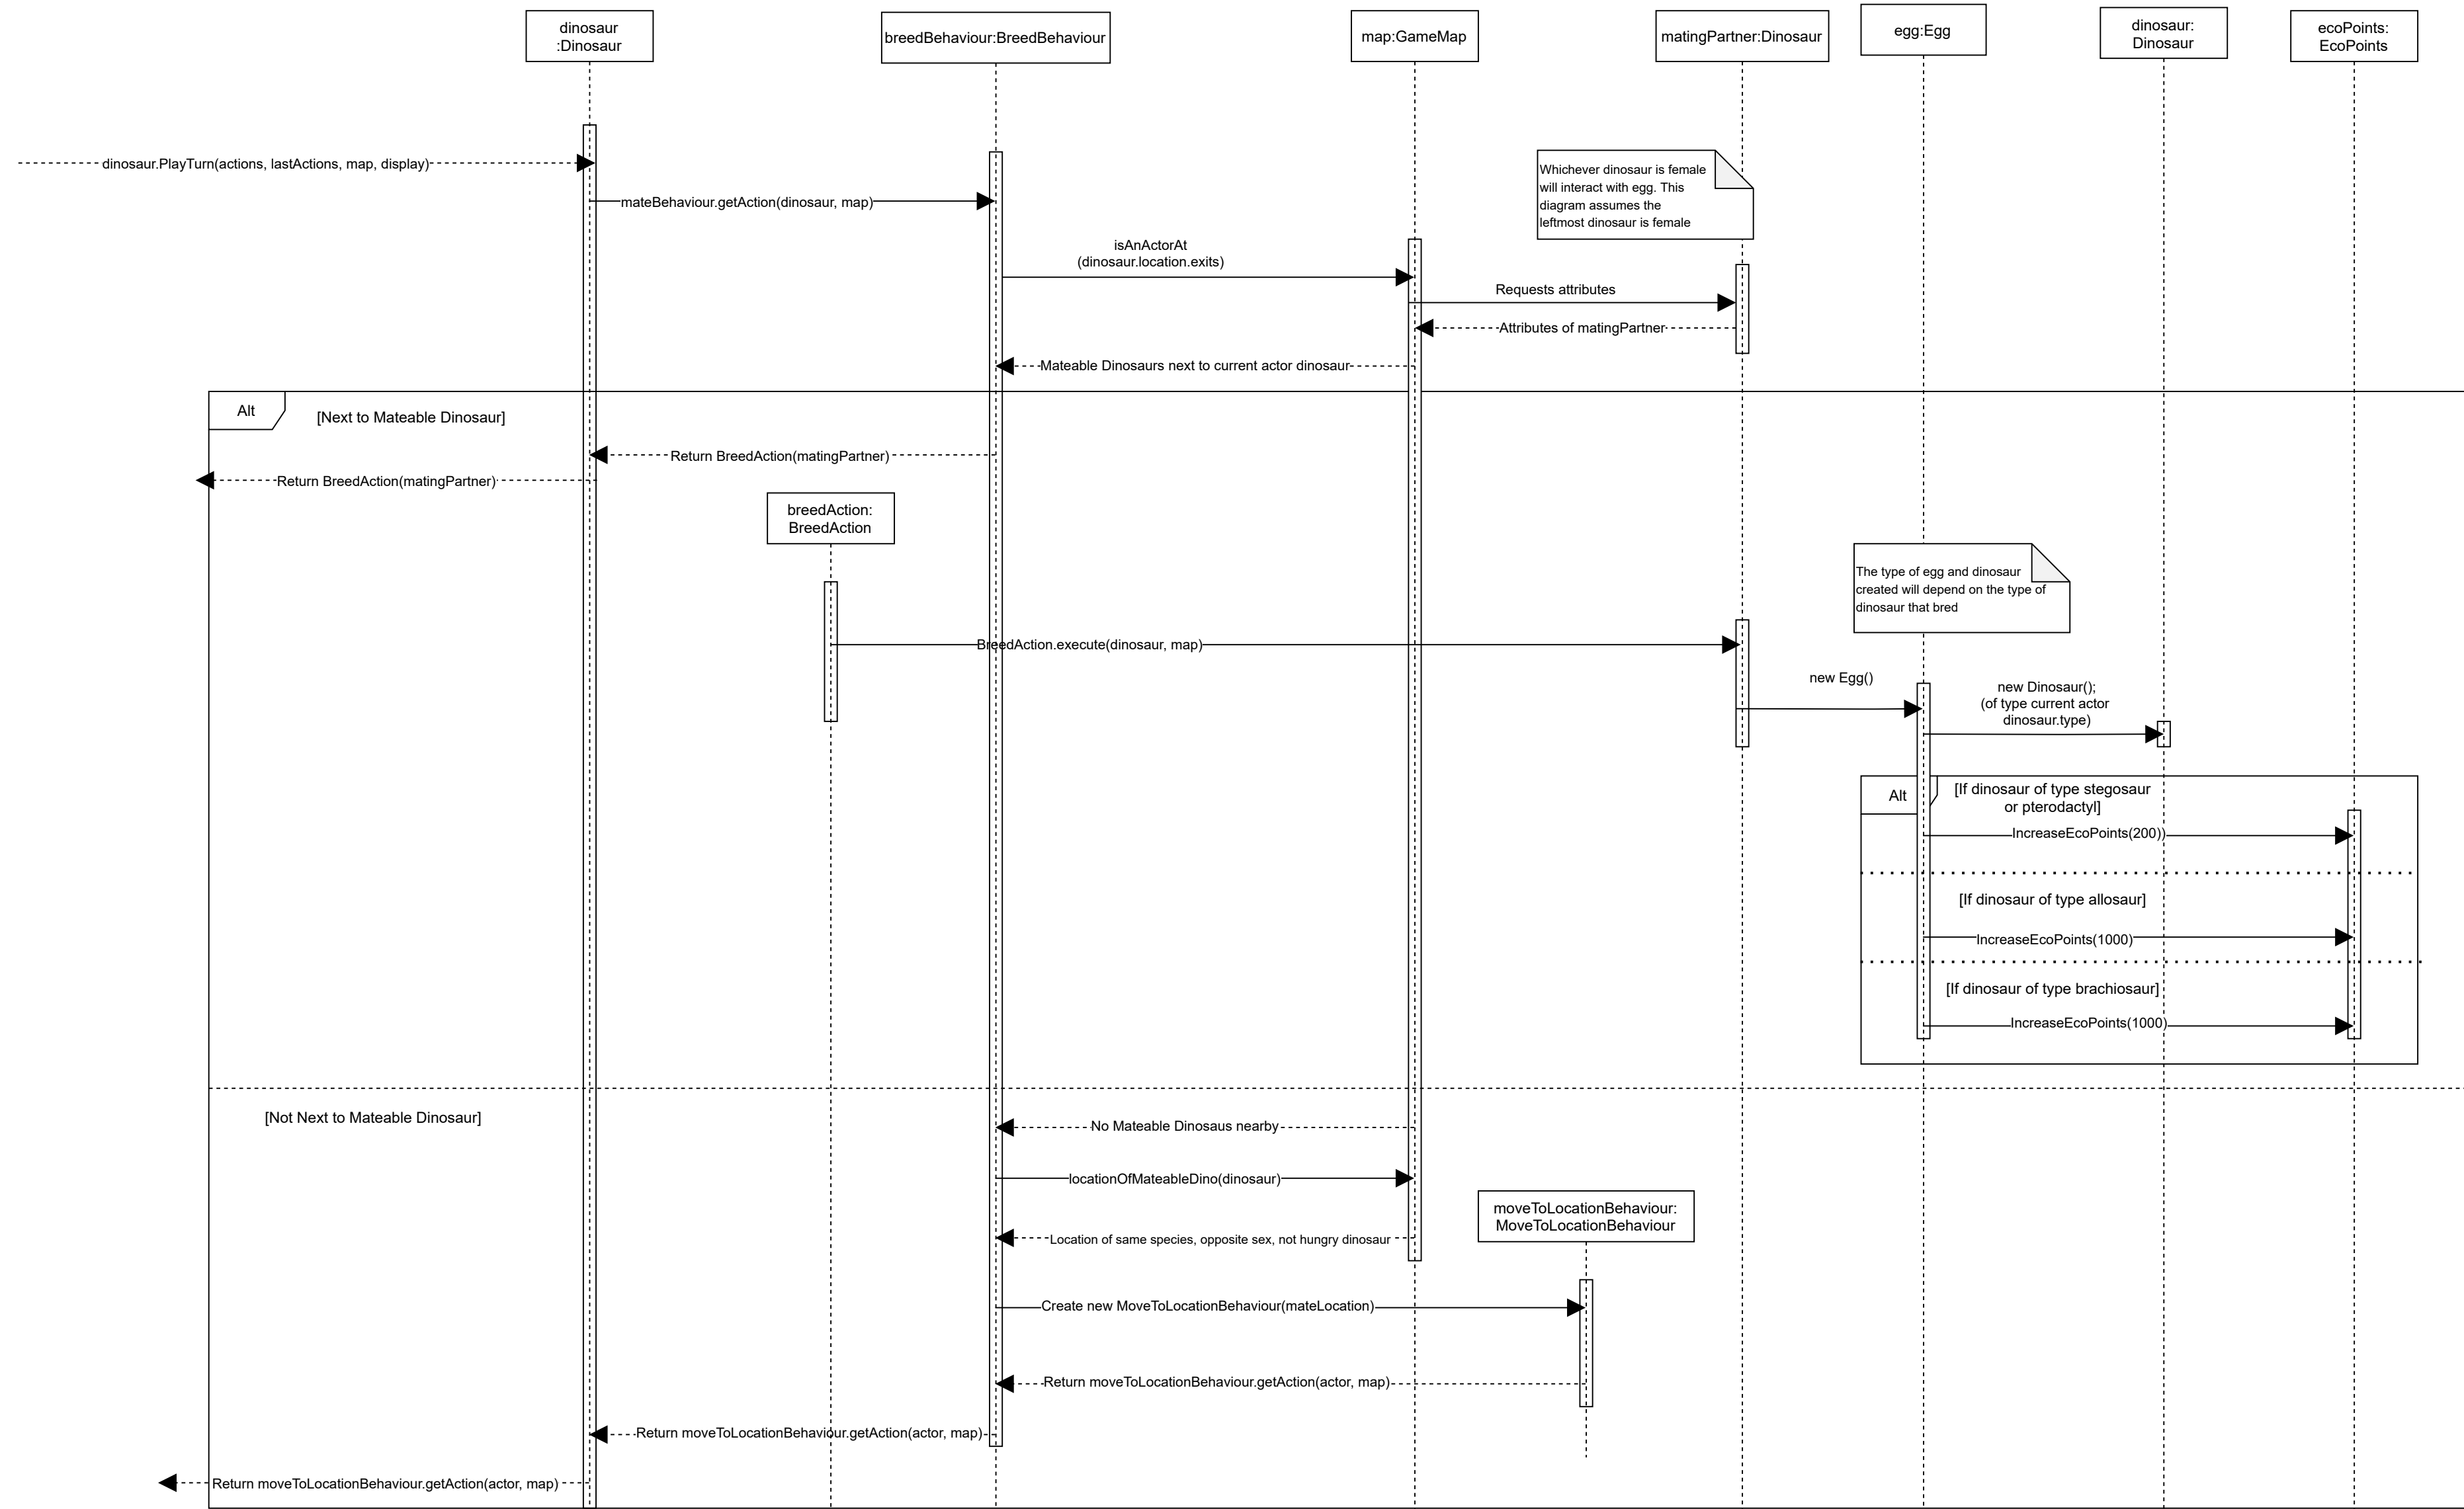 dinosaur
:Dinosaur
breedBehaviour:BreedBehaviour
map:GameMap
matingPartner:Dinosaur
egg:Egg
dinosaur:
Dinosaur
ecoPoints:
EcoPoints
dinosaur.PlayTurn(actions, lastActions, map, display)
mateBehaviour.getAction(dinosaur, map)
Whichever dinosaur is female
will interact with egg. This
diagram assumes the
leftmost dinosaur is female
isAnActorAt
(dinosaur.location.exits)
Requests attributes
Attributes of matingPartner
Mateable Dinosaurs next to current actor dinosaur
Alt
[Next to Mateable Dinosaur]
Return BreedAction(matingPartner)
Return BreedAction(matingPartner)
breedAction:
BreedAction
The type of egg and dinosaur
created will depend on the type of
dinosaur that bred
BreedAction.execute(dinosaur, map)
new Egg()
new Dinosaur();
(of type current actor
dinosaur.type)
Alt
[If dinosaur of type stegosaur
or pterodactyl]
IncreaseEcoPoints(200))
[If dinosaur of type allosaur]
IncreaseEcoPoints(1000)
[If dinosaur of type brachiosaur]
IncreaseEcoPoints(1000)
[Not Next to Mateable Dinosaur]
No Mateable Dinosaus nearby
locationOfMateableDino(dinosaur)
moveToLocationBehaviour:
MoveToLocationBehaviour
Location of same species, opposite sex, not hungry dinosaur
Create new MoveToLocationBehaviour(mateLocation)
Return moveToLocationBehaviour.getAction(actor, map)
Return moveToLocationBehaviour.getAction(actor, map)
Return moveToLocationBehaviour.getAction(actor, map)